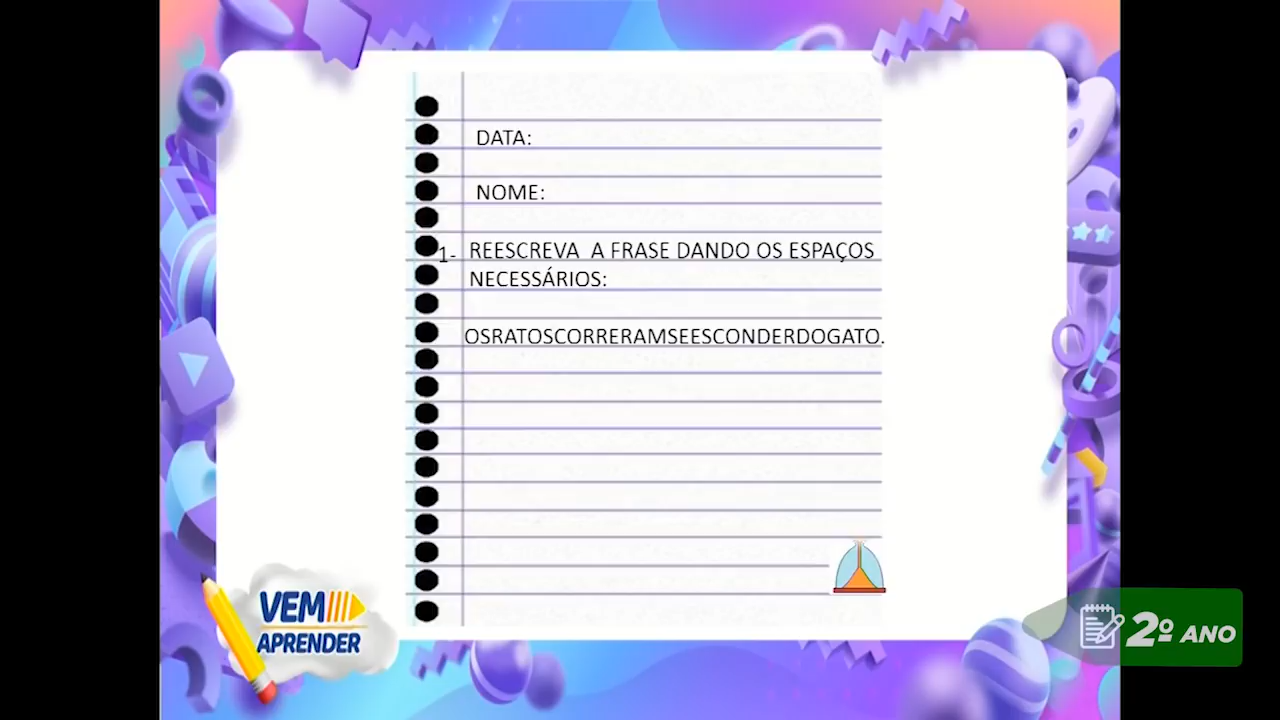 DATA:
NOME:
1- REESCREVA A FRASE DANDO OS ESPAÇOS
NECESSÁRIOS:
OSRATOSCORRERAMSEESCONDERDOGATO.
VEM
APRENDER
2º ANO